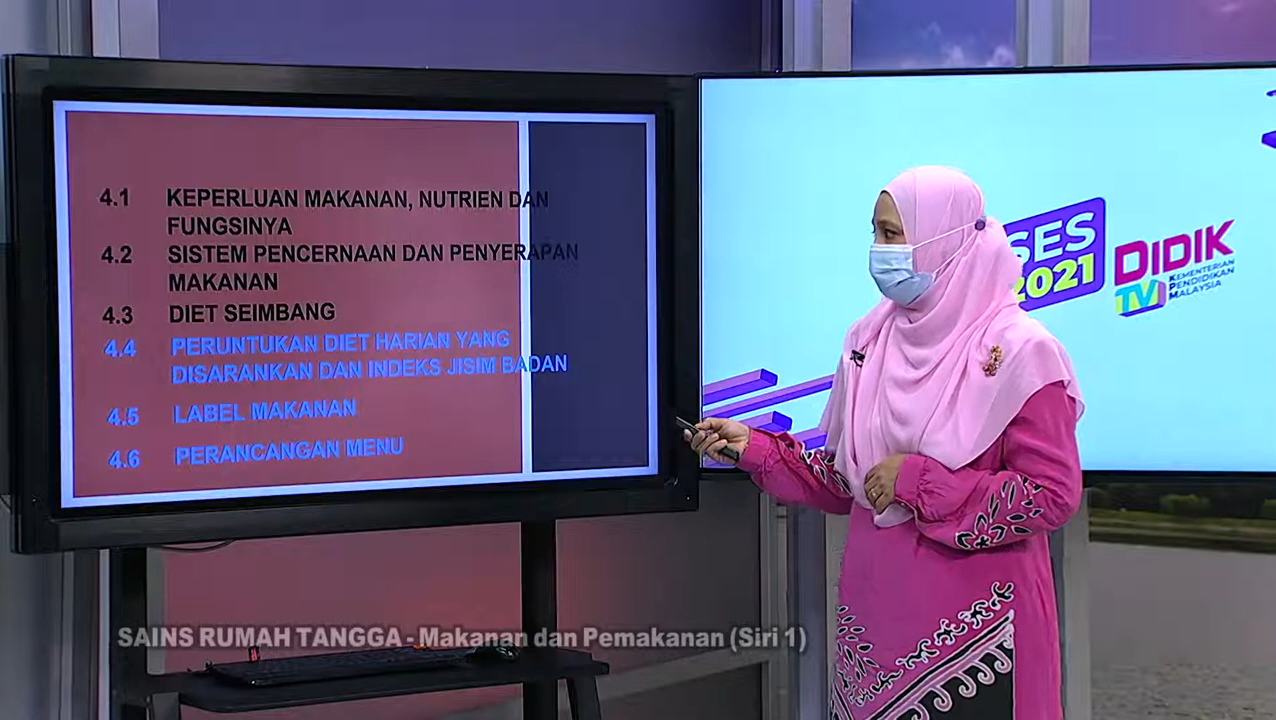 4.1 KEPERLUAN MAKANAN, NUTRIEN DAN
FUNGSINYA
4.2 SISTEM PENCERNAAN DAN PENYERAPAN
MAKANAN
4.3 DIET SEIMBANG
4.4 PERUNTUKAN DIET HARIAN YANG
DISARANKAN DAN INDEKS JISIM BADAN
4.5 LABEL MAKANAN
4.6 PERANCANGAN MENU
SES
2021
DIDIK
TV
KEMENTERIAN
PENDIDIKAN
MALAYSIA
SAINS RUMAH TANGGA - Makanan dan Pemakanan (Siri 1)